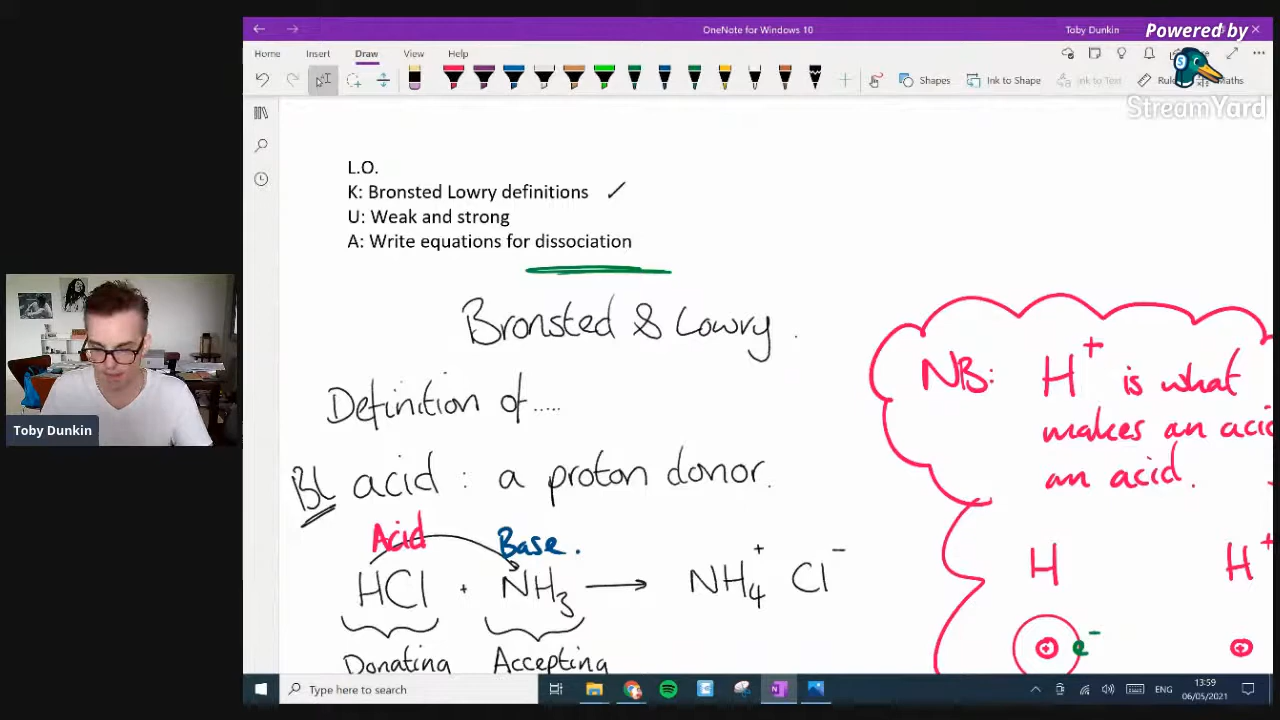 OneNote for Windows 10
Toby Dunkin
Powered by
StreamYard
Home Insert Draw View Help
Shapes Ink to Shape Ink to Text Maths
L.O.
K: Bronsted Lowry definitions
U: Weak and strong
A: Write equations for dissociation
Bronsted & Lowry.
Definition of.....
BL acid: a proton donor.
Acid Base.
HCl + NH₃ → NH₄⁺ Cl⁻
Donating Accepting
NB: H⁺ is what
makes an acid
an acid.
H H⁺
+ e⁻ +
Toby Dunkin
Type here to search
ENG
13:59
06/05/2021